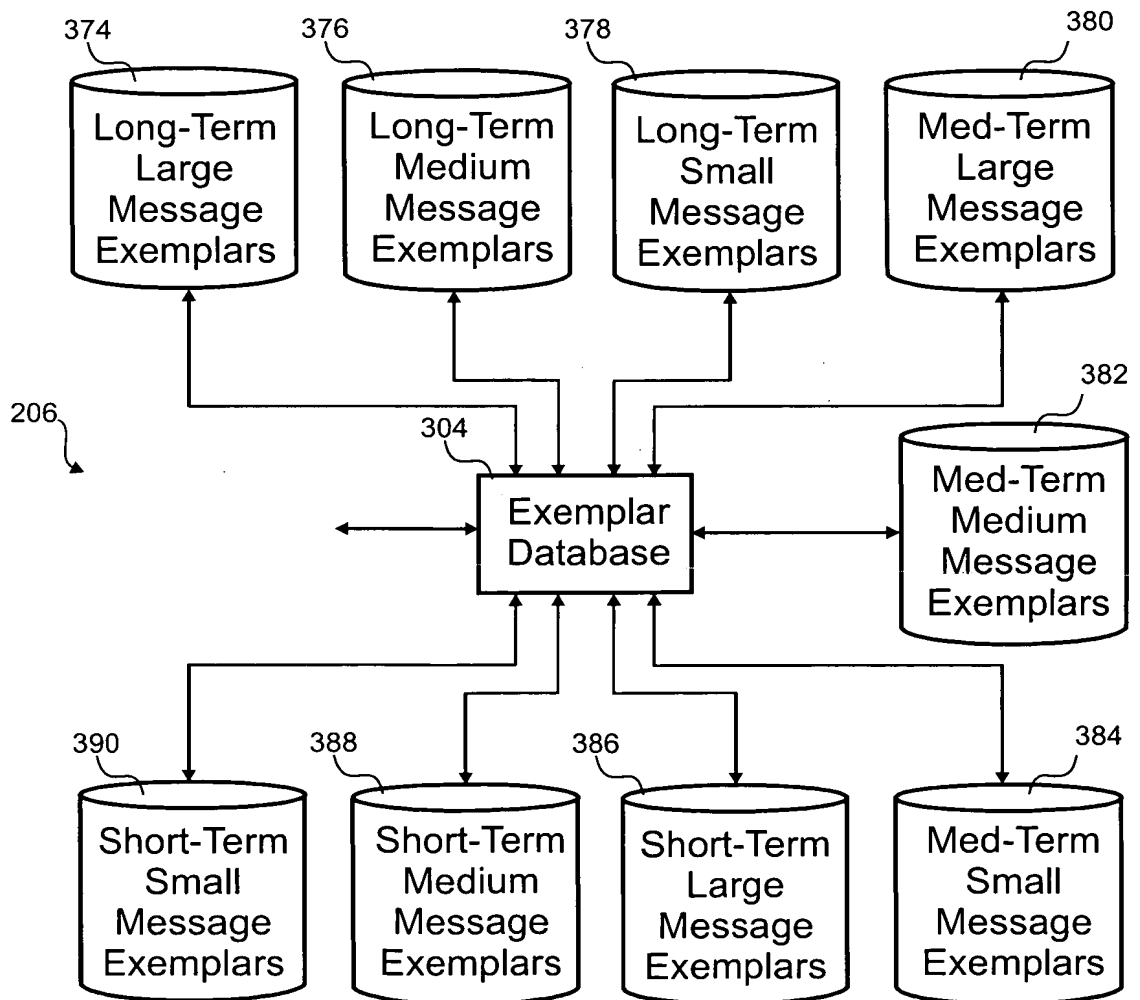 374
376
378
380
Long-Term
Large
Message
Exemplars
Long-Term
Medium
Message
Exemplars
Long-Term
Small
Message
Exemplars
Med-Term
Large
Message
Exemplars
206
304
382
Exemplar
Database
Med-Term
Medium
Message
Exemplars
390
388
386
384
Short-Term
Small
Message
Exemplars
Short-Term
Medium
Message
Exemplars
Short-Term
Large
Message
Exemplars
Med-Term
Small
Message
Exemplars